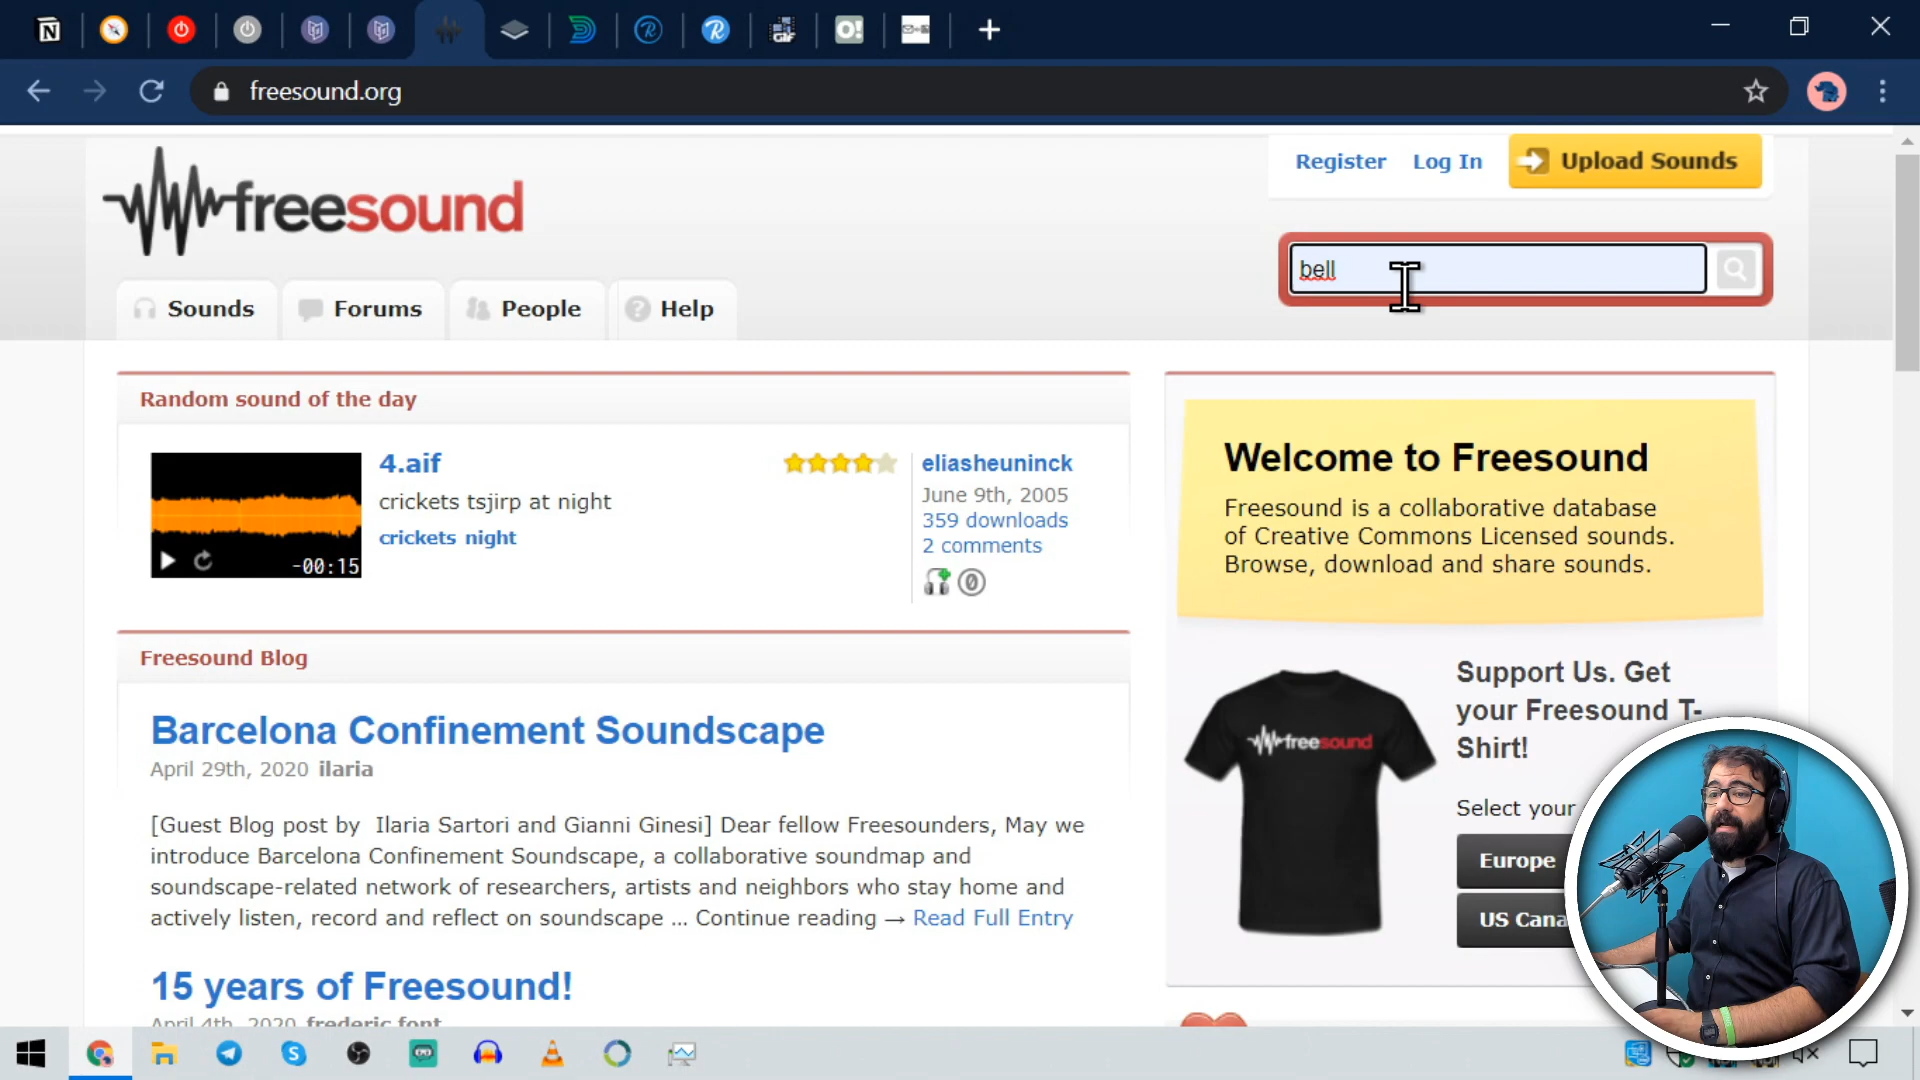 freesound.org
Register
Log In
Upload Sounds
freesound
bell
Sounds
Forums
People
Help
Random sound of the day
4.aif
crickets tsjirp at night
crickets night
-00:15
eliasheuninck
June 9th, 2005
359 downloads
2 comments
Freesound Blog
Barcelona Confinement Soundscape
April 29th, 2020 ilaria
[Guest Blog post by Ilaria Sartori and Gianni Ginesi] Dear fellow Freesounders, May we
introduce Barcelona Confinement Soundscape, a collaborative soundmap and
soundscape-related network of researchers, artists and neighbors who stay home and
actively listen, record and reflect on soundscape ... Continue reading → Read Full Entry
15 years of Freesound!
April 4th, 2020 frederic.font
Welcome to Freesound
Freesound is a collaborative database
of Creative Commons Licensed sounds.
Browse, download and share sounds.
freesound
Support Us. Get
your Freesound T-
Shirt!
Select your
Europe
US Cana